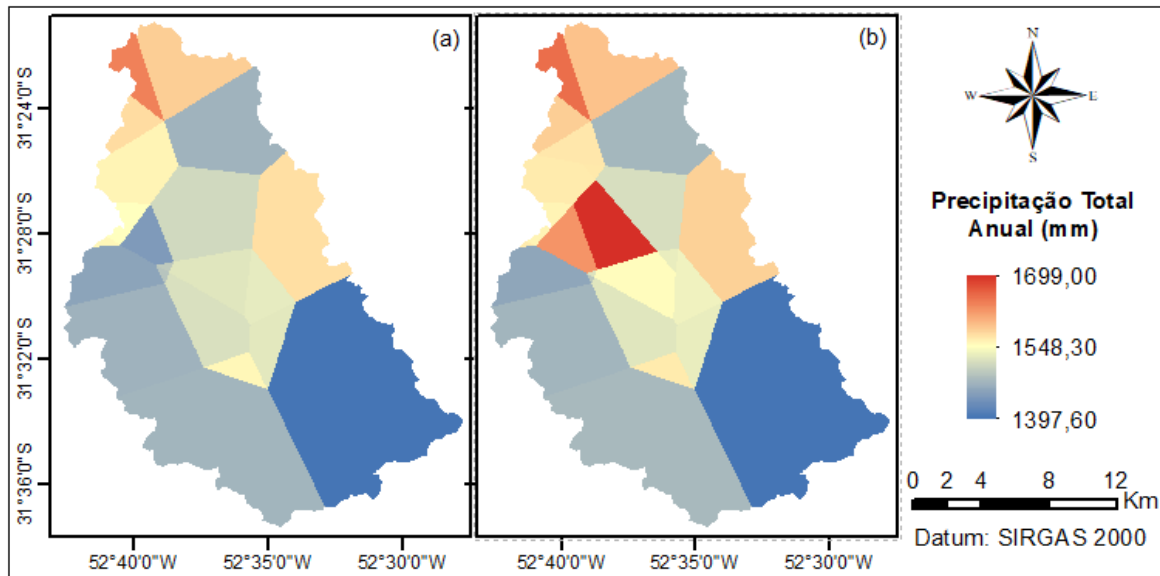 (a)
(b)
31°24'0"S
31°28'0"S
31°32'0"S
31°36'0"S
52°40'0"W
52°35'0"W
52°30'0"W
52°40'0"W
52°35'0"W
52°30'0"W
N
W
E
S
Precipitação Total
Anual (mm)
1699,00
1548,30
1397,60
0 2 4 8 12
Km
Datum: SIRGAS 2000